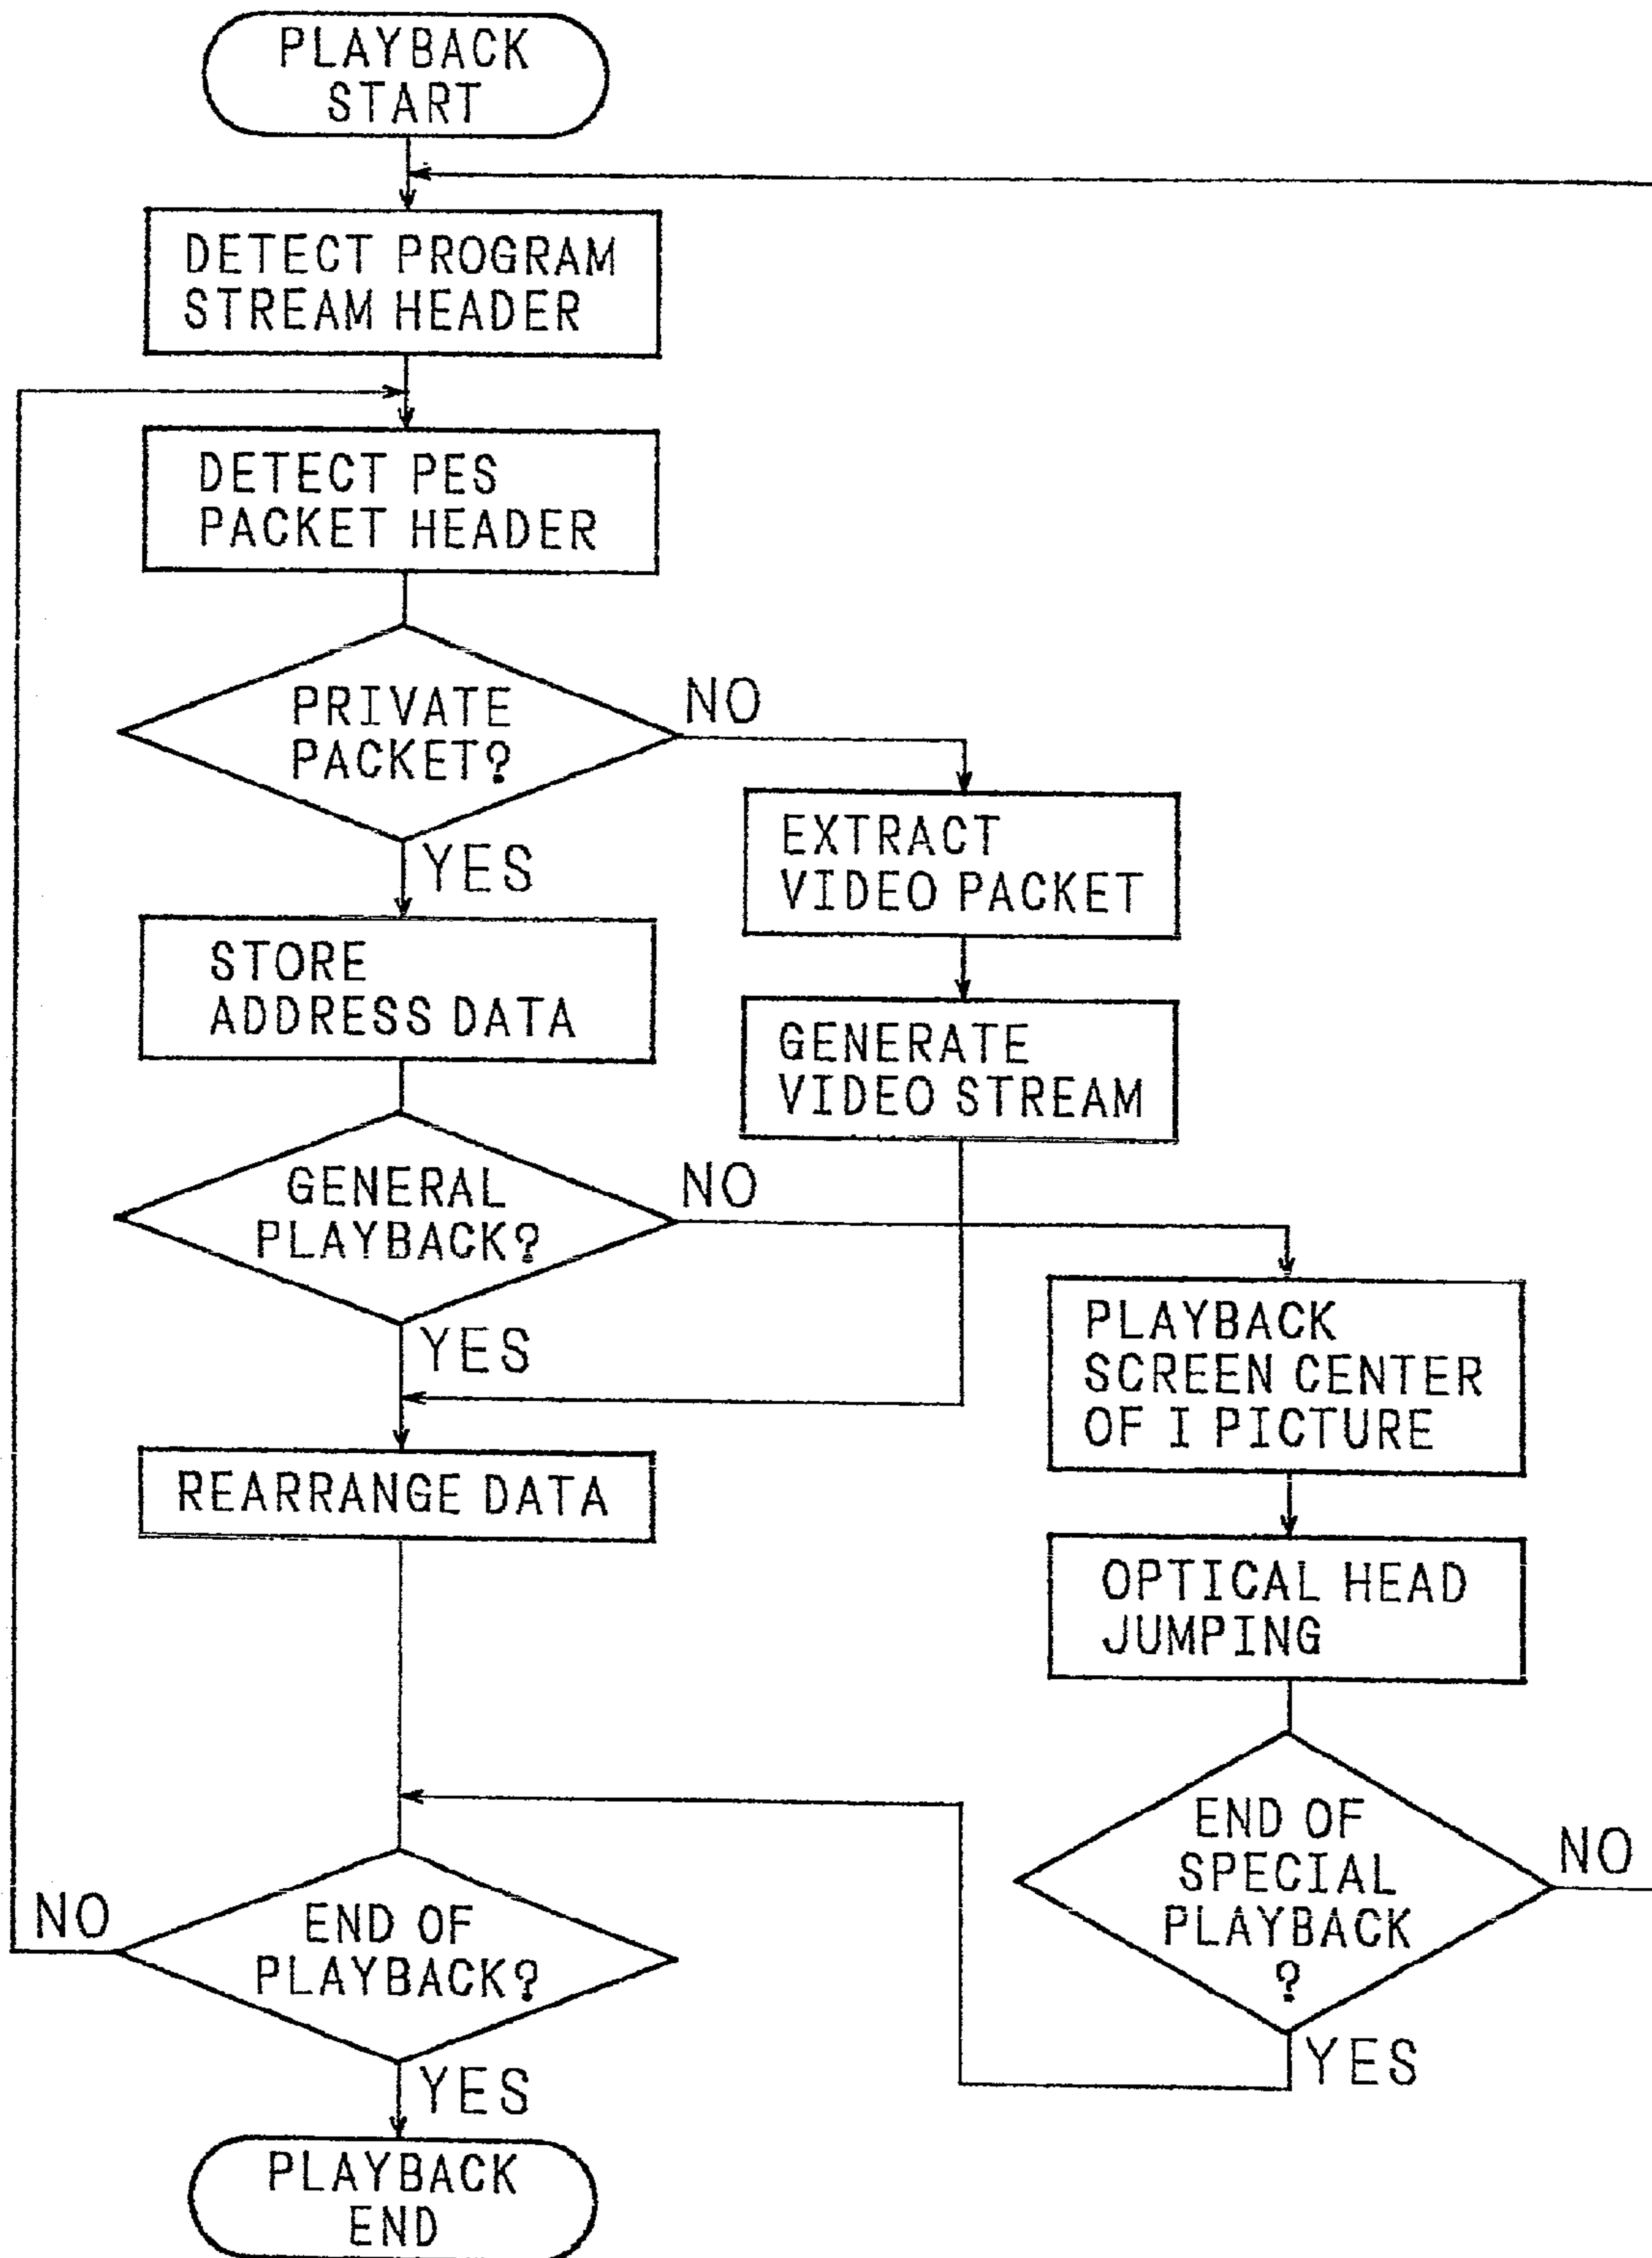 PLAYBACK
START
DETECT PROGRAM
STREAM HEADER
DETECT PES
PACKET HEADER
PRIVATE
PACKET?
NO
YES
EXTRACT
VIDEO PACKET
STORE
ADDRESS DATA
GENERATE
VIDEO STREAM
GENERAL
PLAYBACK?
NO
YES
PLAYBACK
SCREEN CENTER
OF I PICTURE
REARRANGE DATA
OPTICAL HEAD
JUMPING
END OF
SPECIAL
PLAYBACK
?
NO
YES
END OF
PLAYBACK?
NO
YES
PLAYBACK
END